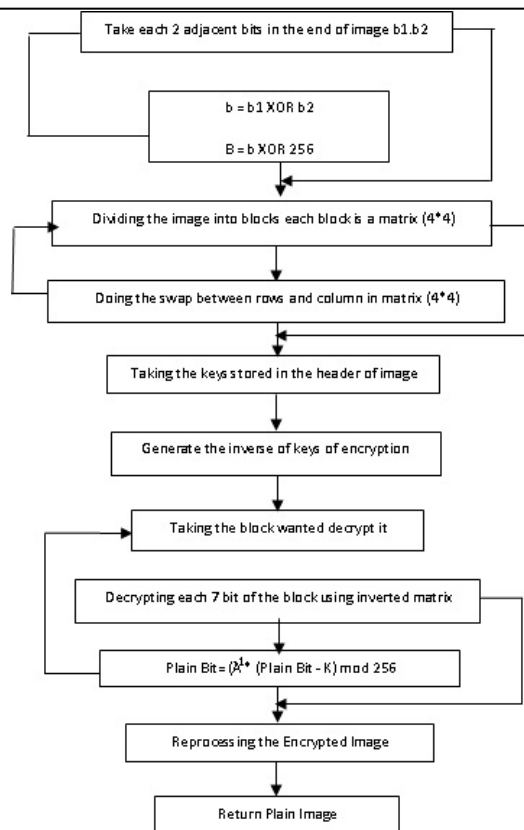 Take each 2 adjacent bits in the end of image b1.b2
b = b1 XOR b2
B = b XOR 256
Dividing the image into blocks each block is a matrix (4*4)
Doing the swap between rows and column in matrix (4*4)
Taking the keys stored in the header of image
Generate the inverse of keys of encryption
Taking the block wanted decrypt it
Decrypting each 7 bit of the block using inverted matrix
Plain Bit = (A¹* (Plain Bit - K) mod 256
Reprocessing the Encrypted Image
Return Plain Image